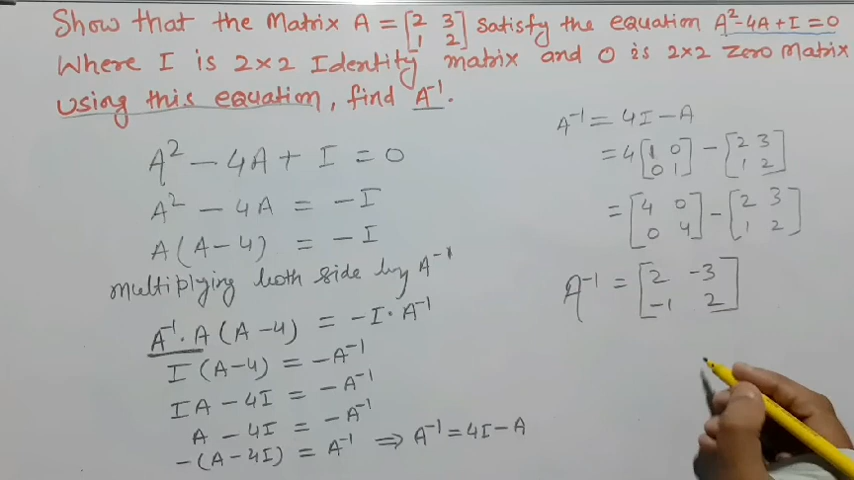 Show that the Matrix A = [2 3 1 2] satisfy the equation A² - 4A + I = 0
Where I is 2×2 Identity matrix and 0 is 2×2 Zero Matrix
using this equation, find A⁻¹.
A² - 4A + I = 0
A² - 4A = -I
A(A-4) = -I
multiplying both side by A⁻¹
A⁻¹ · A(A-4) = -I · A⁻¹
I(A-4) = -A⁻¹
IA - 4I = -A⁻¹
A - 4I = -A⁻¹
-(A-4I) = A⁻¹ ⇒ A⁻¹ = 4I - A
A⁻¹ = 4I - A
= 4[1 0 0 1] - [2 3 1 2]
= [4 0 0 4] - [2 3 1 2]
A⁻¹ = [2 -3 -1 2]